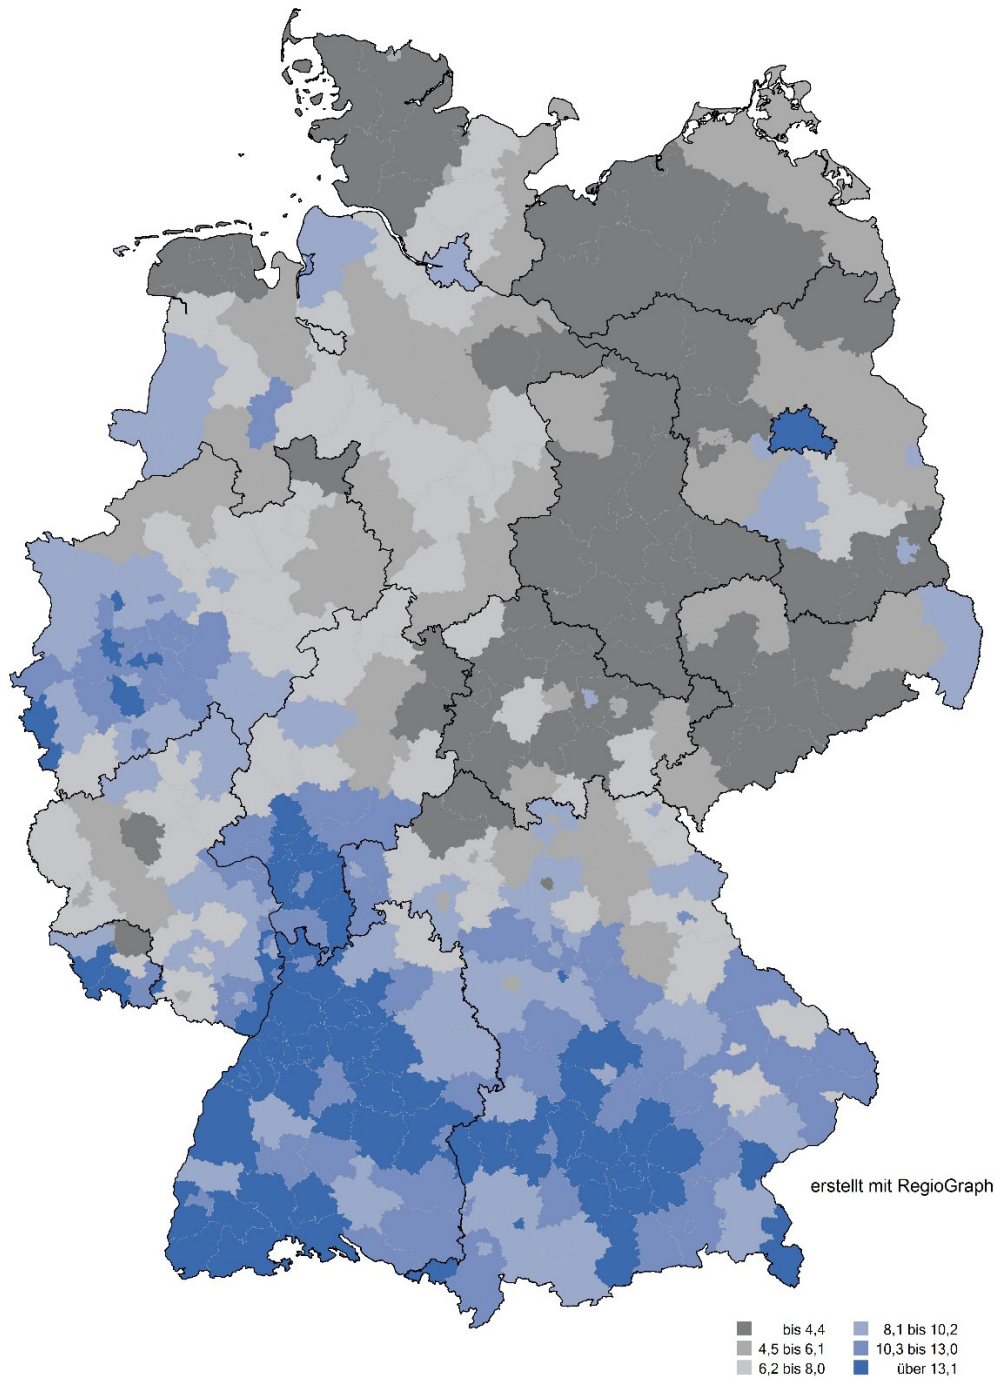 erstellt mit RegioGraph
bis 4,4
4,5 bis 6,1
6,2 bis 8,0
8,1 bis 10,2
10,3 bis 13,0
über 13,1